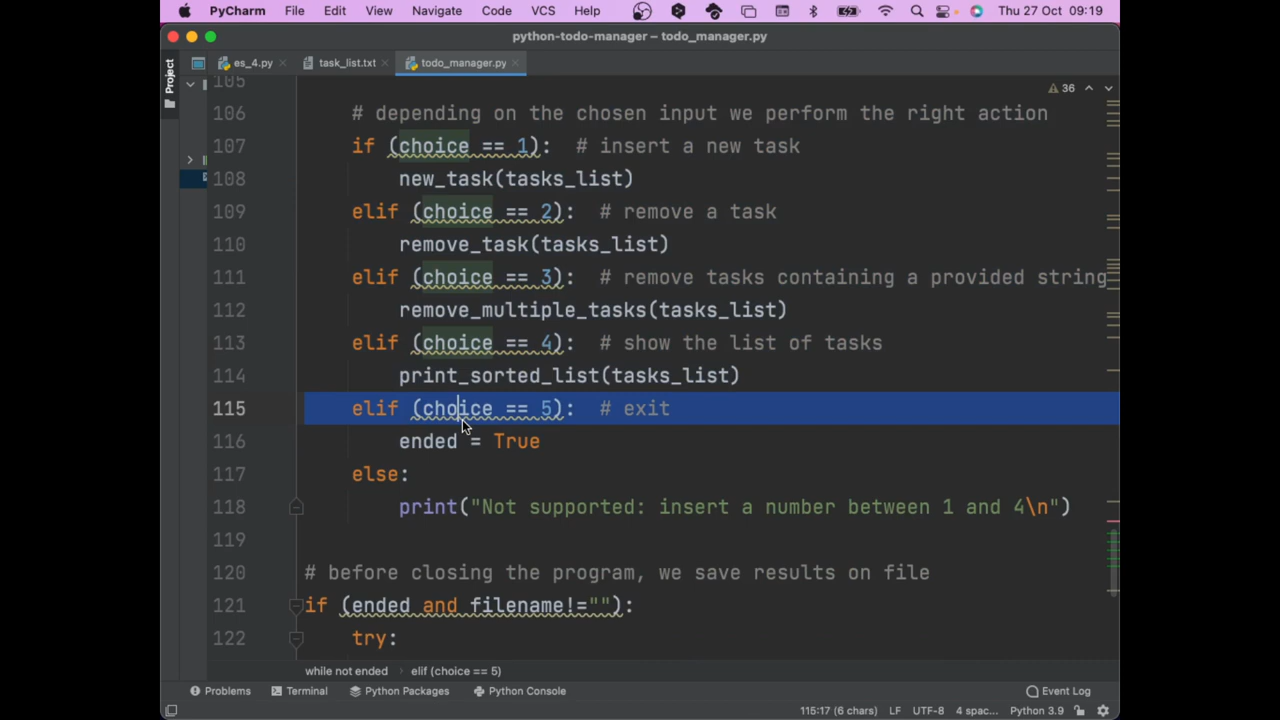 PyCharm File Edit View Navigate Code VCS Help Thu 27 Oct 09:19
python-todo-manager – todo_manager.py
Project
es_4.py task_list.txt todo_manager.py
36
105
106 # depending on the chosen input we perform the right action
107 if (choice == 1): # insert a new task
108 new_task(tasks_list)
109 elif (choice == 2): # remove a task
110 remove_task(tasks_list)
111 elif (choice == 3): # remove tasks containing a provided string
112 remove_multiple_tasks(tasks_list)
113 elif (choice == 4): # show the list of tasks
114 print_sorted_list(tasks_list)
115 elif (choice == 5): # exit
116 ended = True
117 else:
118 print("Not supported: insert a number between 1 and 4\n")
119
120 # before closing the program, we save results on file
121 if (ended and filename!=""):
122 try:
while not ended elif (choice == 5)
Problems Terminal Python Packages Python Console Event Log
115:17 (6 chars) LF UTF-8 4 spac... Python 3.9